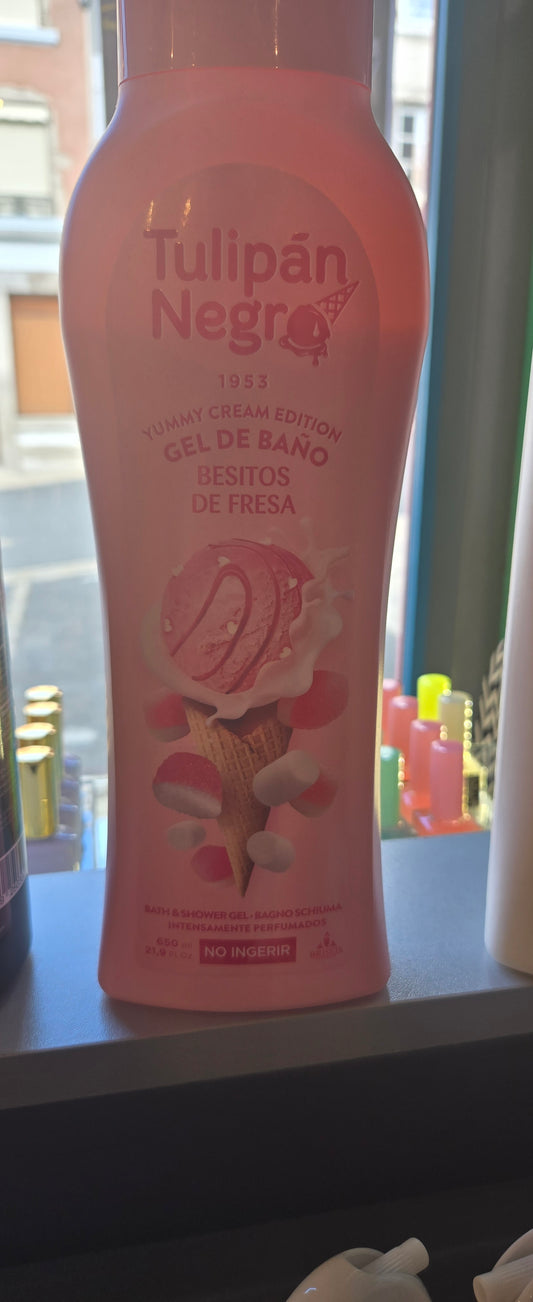 Tulipán
Negro
1953
YUMMY CREAM EDITION
GEL DE BAÑO
BESITOS
DE FRESA
BATH & SHOWER GEL • BAGNO SCHIUMA
INTENSAMENTE PERFUMADOS
650 ml
21,9 FL Oz
NO INGERIR